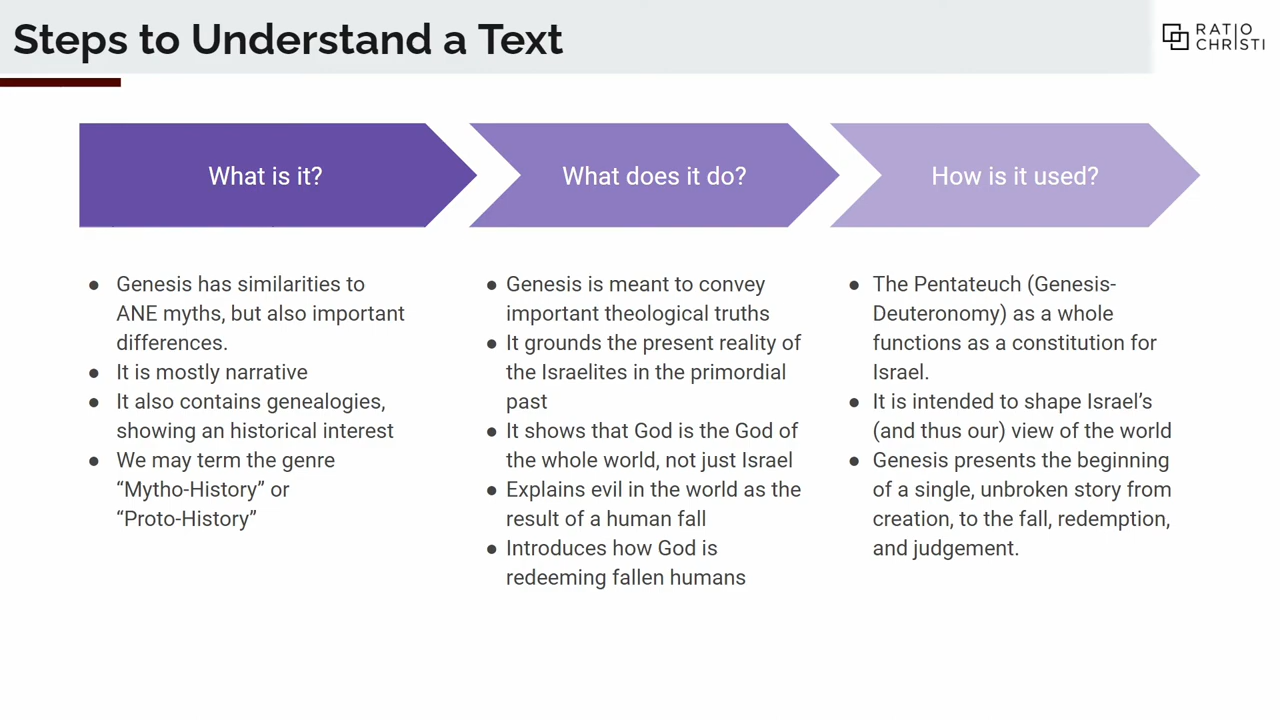 Steps to Understand a Text
RATIO
CHRISTI
What is it?
What does it do?
How is it used?
● Genesis has similarities to
ANE myths, but also important
differences.
● It is mostly narrative
● It also contains genealogies,
showing an historical interest
● We may term the genre
“Mytho-History” or
“Proto-History”
● Genesis is meant to convey
important theological truths
● It grounds the present reality of
the Israelites in the primordial
past
● It shows that God is the God of
the whole world, not just Israel
● Explains evil in the world as the
result of a human fall
● Introduces how God is
redeeming fallen humans
● The Pentateuch (Genesis-
Deuteronomy) as a whole
functions as a constitution for
Israel.
● It is intended to shape Israel’s
(and thus our) view of the world
● Genesis presents the beginning
of a single, unbroken story from
creation, to the fall, redemption,
and judgement.